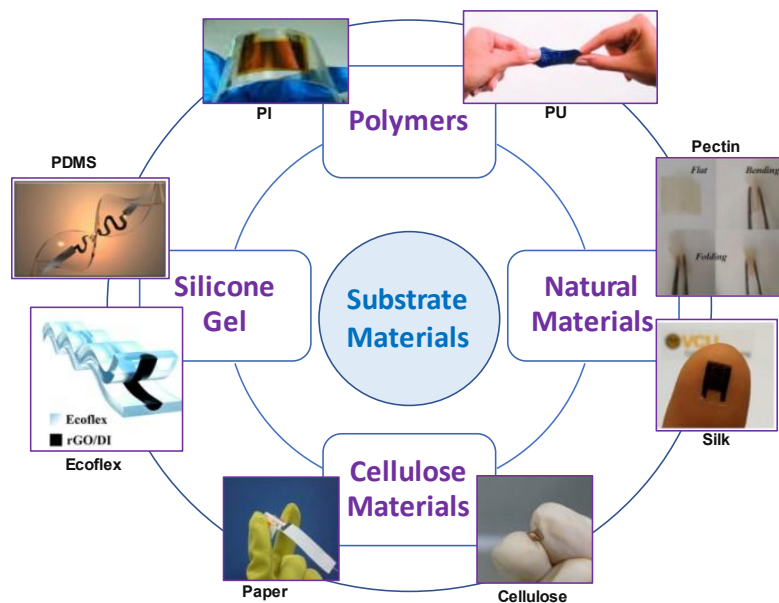 PI
PU
Polymers
PDMS
Pectin
Flat
Bending
Folding
Silicone
Gel
Substrate
Materials
Natural
Materials
VCU
Ecoflex
rGO/DI
Ecoflex
Silk
Cellulose
Materials
Paper
Cellulose